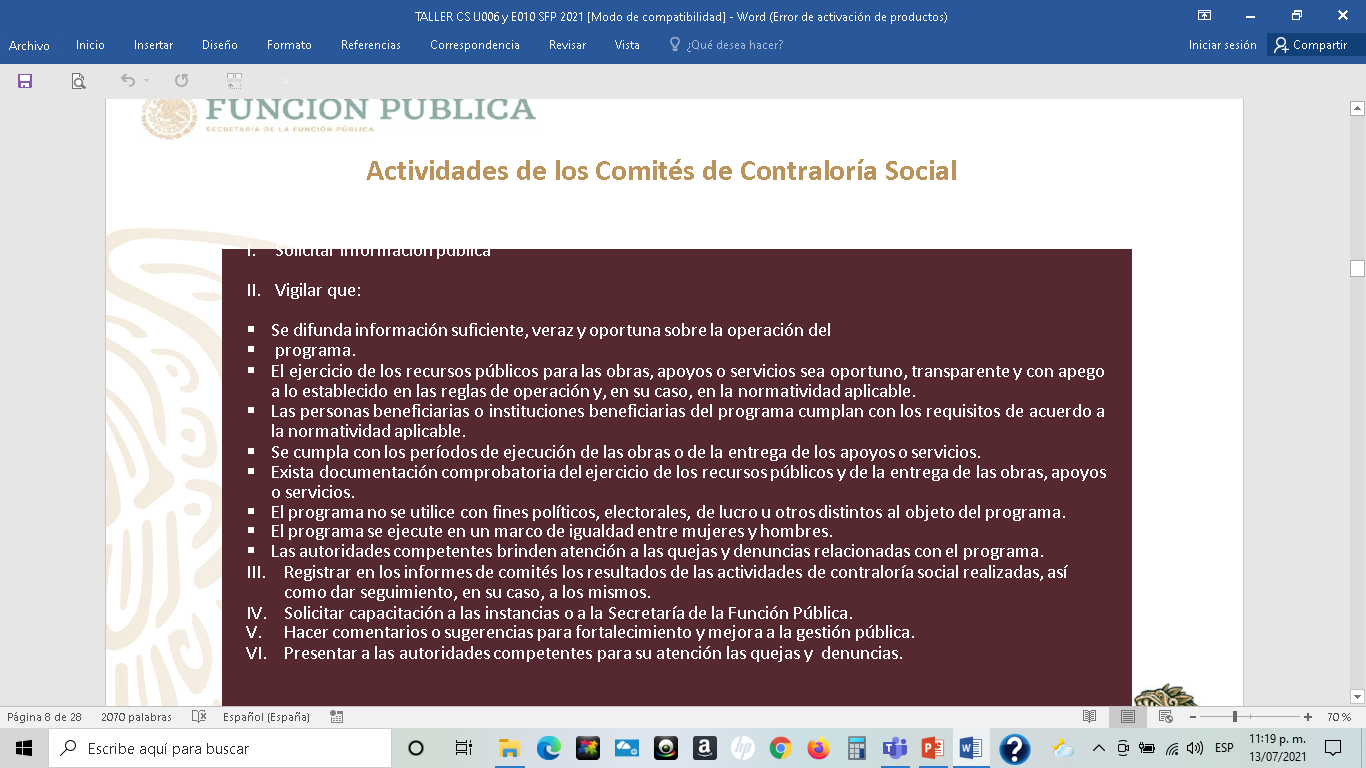 TALLER CS U006 y E010 SFP 2021 [Modo de compatibilidad] - Word (Error de activación de productos)
Archivo Inicio Insertar Diseño Formato Referencias Correspondencia Revisar Vista ¿Qué desea hacer? Iniciar sesión Compartir
FUNCIÓN PÚBLICA
SECRETARÍA DE LA FUNCIÓN PÚBLICA
Actividades de los Comités de Contraloría Social
I. Solicitar información pública
II. Vigilar que:
▪ Se difunda información suficiente, veraz y oportuna sobre la operación del
▪ programa.
▪ El ejercicio de los recursos públicos para las obras, apoyos o servicios sea oportuno, transparente y con apego
a lo establecido en las reglas de operación y, en su caso, en la normatividad aplicable.
▪ Las personas beneficiarias o instituciones beneficiarias del programa cumplan con los requisitos de acuerdo a
la normatividad aplicable.
▪ Se cumpla con los períodos de ejecución de las obras o de la entrega de los apoyos o servicios.
▪ Exista documentación comprobatoria del ejercicio de los recursos públicos y de la entrega de las obras, apoyos
o servicios.
▪ El programa no se utilice con fines políticos, electorales, de lucro u otros distintos al objeto del programa.
▪ El programa se ejecute en un marco de igualdad entre mujeres y hombres.
▪ Las autoridades competentes brinden atención a las quejas y denuncias relacionadas con el programa.
III. Registrar en los informes de comité los resultados de las actividades de contraloría social realizadas, así
como dar seguimiento, en su caso, a los mismos.
IV. Solicitar capacitación a las instancias o a la Secretaría de la Función Pública.
V. Hacer comentarios o sugerencias para fortalecimiento y mejora a la gestión pública.
VI. Presentar a las autoridades competentes para su atención las quejas y denuncias.
Página 8 de 28 2070 palabras Español (España) 70 %
Escribe aquí para buscar
a
hp
?
ESP
11:19 p. m.
13/07/2021